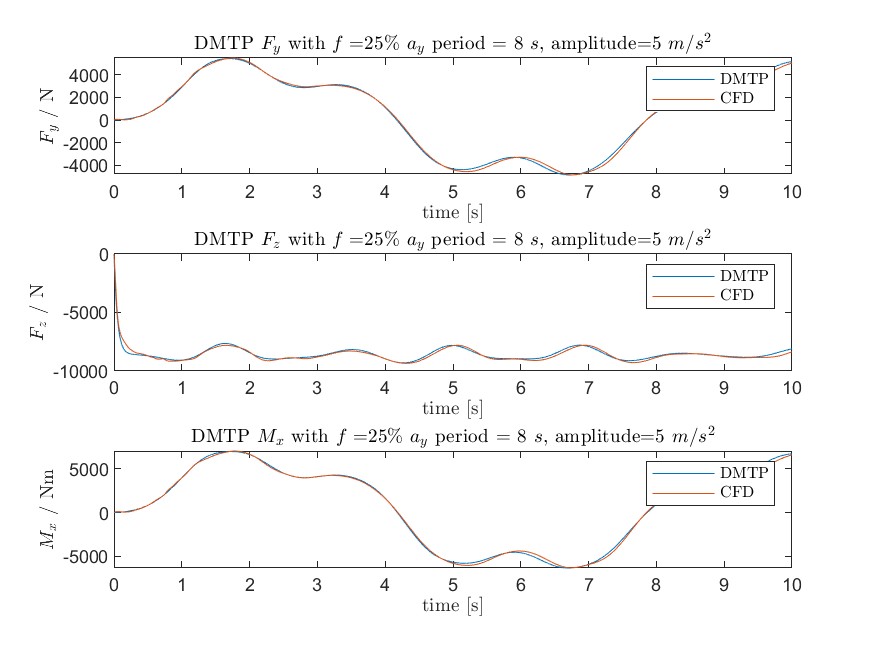 DMTP F_y with f =25% a_y period = 8 s, amplitude=5 m/s²
4000
2000
0
-2000
-4000
F_y / N
0 1 2 3 4 5 6 7 8 9 10
time [s]
DMTP
CFD
DMTP F_z with f =25% a_y period = 8 s, amplitude=5 m/s²
0
-5000
-10000
F_z / N
0 1 2 3 4 5 6 7 8 9 10
time [s]
DMTP
CFD
DMTP M_x with f =25% a_y period = 8 s, amplitude=5 m/s²
5000
0
-5000
M_x / Nm
0 1 2 3 4 5 6 7 8 9 10
time [s]
DMTP
CFD